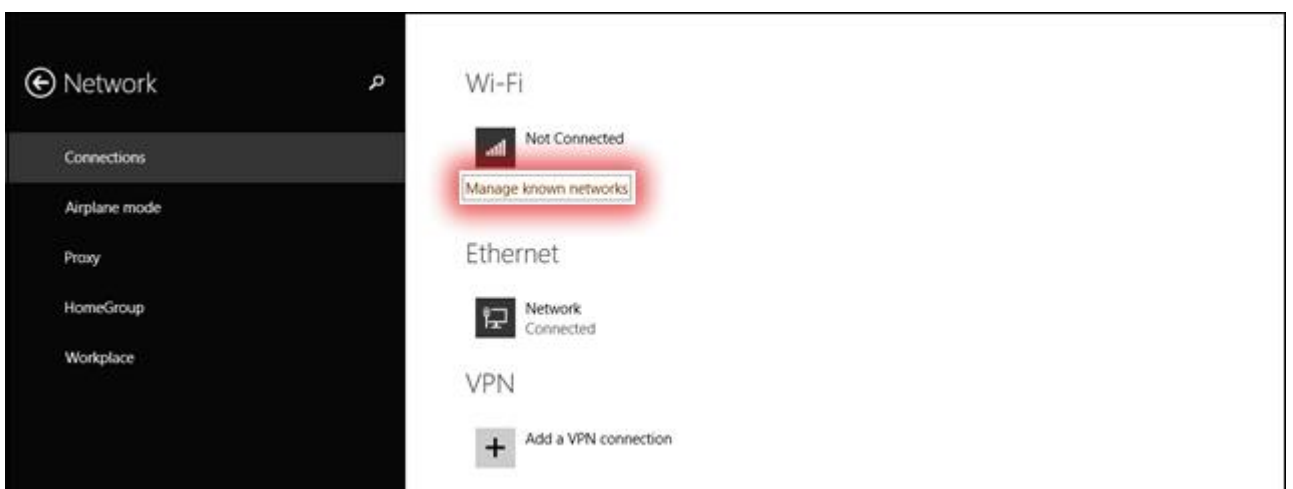 Network
Connections
Airplane mode
Proxy
HomeGroup
Workplace
Wi-Fi
Not Connected
Manage known networks
Ethernet
Network
Connected
VPN
Add a VPN connection